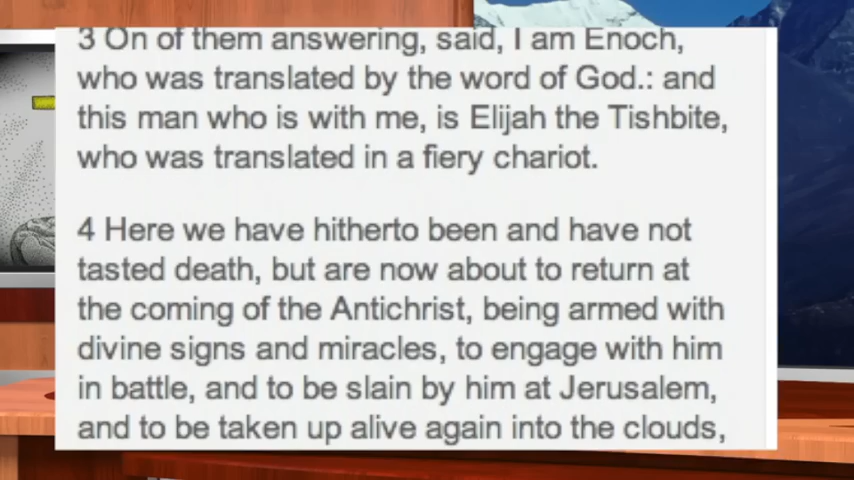 3 On of them answering, said, I am Enoch,
who was translated by the word of God.: and
this man who is with me, is Elijah the Tishbite,
who was translated in a fiery chariot.
4 Here we have hitherto been and have not
tasted death, but are now about to return at
the coming of the Antichrist, being armed with
divine signs and miracles, to engage with him
in battle, and to be slain by him at Jerusalem,
and to be taken up alive again into the clouds,